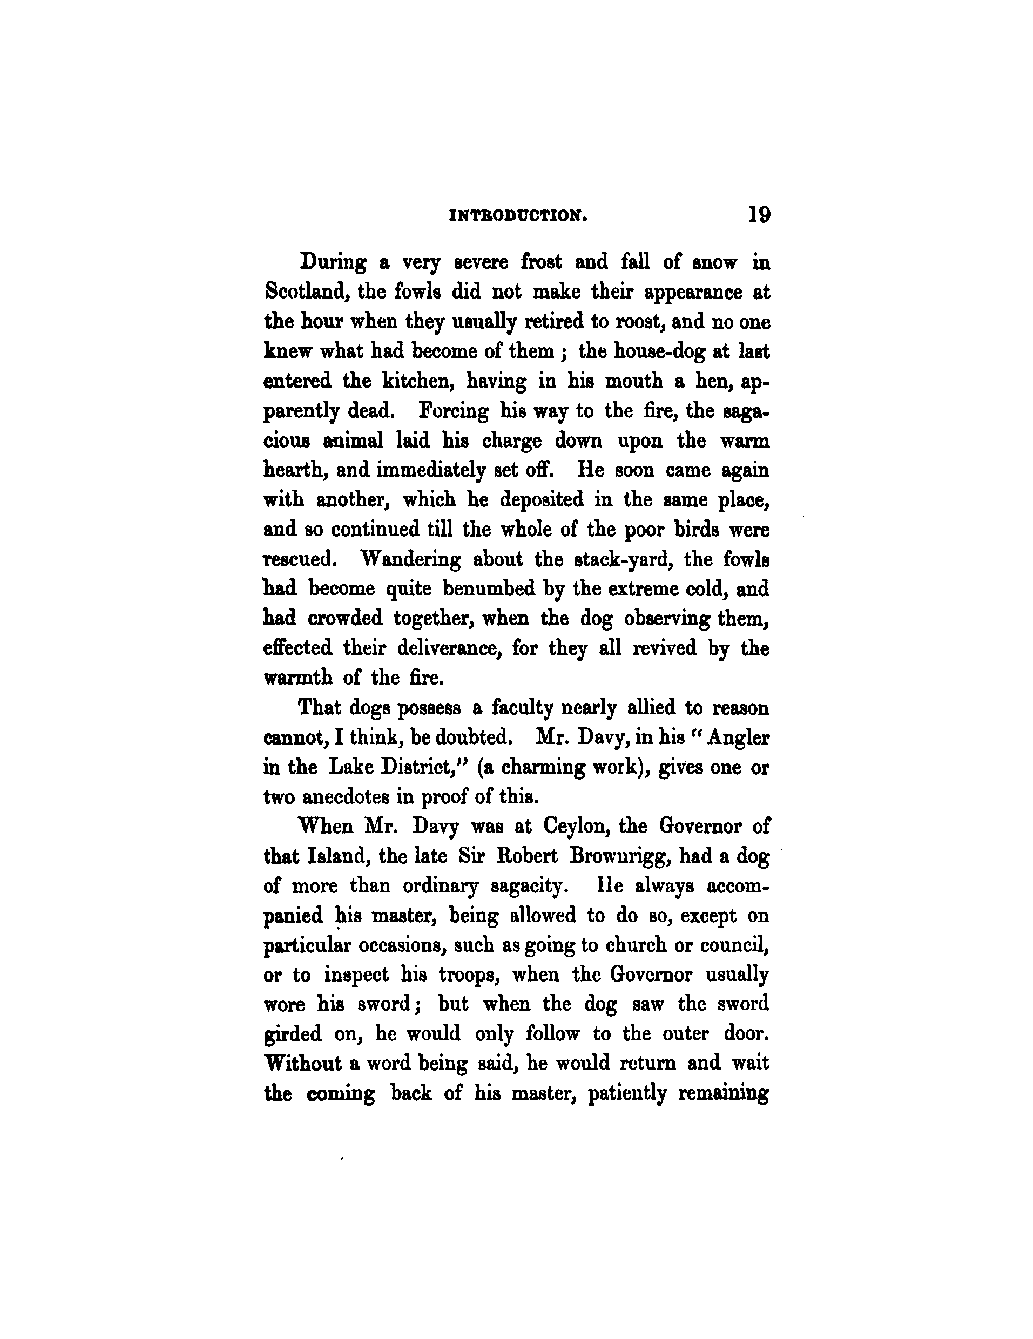 INTRODUCTION. 19
During a very severe frost and fall of snow in
Scotland, the fowls did not make their appearance at
the hour when they usually retired to roost, and no one
knew what had become of them ; the house-dog at last
entered the kitchen, having in his mouth a hen, ap-
parently dead. Forcing his way to the fire, the saga-
cious animal laid his charge down upon the warm
hearth, and immediately set off. He soon came again
with another, which he deposited in the same place,
and so continued till the whole of the poor birds were
rescued. Wandering about the stack-yard, the fowls
had become quite benumbed by the extreme cold, and
had crowded together, when the dog observing them,
effected their deliverance, for they all revived by the
warmth of the fire.
That dogs possess a faculty nearly allied to reason
cannot, I think, be doubted. Mr. Davy, in his " Angler
in the Lake District," (a charming work), gives one or
two anecdotes in proof of this.
When Mr. Davy was at Ceylon, the Governor of
that Island, the late Sir Robert Brownrigg, had a dog
of more than ordinary sagacity. He always accom-
panied his master, being allowed to do so, except on
particular occasions, such as going to church or council,
or to inspect his troops, when the Governor usually
wore his sword; but when the dog saw the sword
girded on, he would only follow to the outer door.
Without a word being said, he would return and wait
the coming back of his master, patiently remaining